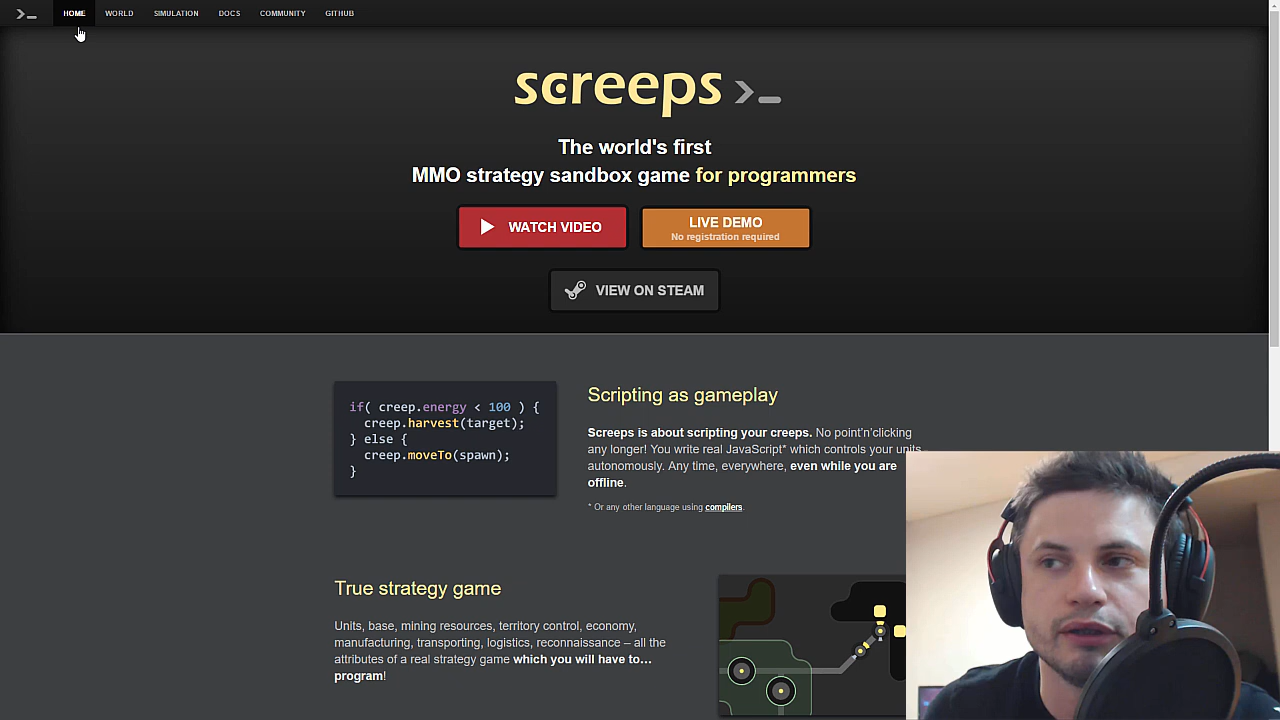 HOME WORLD SIMULATION DOCS COMMUNITY GITHUB
screeps
The world's first
MMO strategy sandbox game for programmers
WATCH VIDEO
LIVE DEMO
No registration required
VIEW ON STEAM
if( creep.energy < 100 ) {
creep.harvest(target);
} else {
creep.moveTo(spawn);
}
Scripting as gameplay
Screeps is about scripting your creeps. No point'n'clicking
any longer! You write real JavaScript* which controls your units
autonomously. Any time, everywhere, even while you are
offline.
* Or any other language using compilers.
True strategy game
Units, base, mining resources, territory control, economy,
manufacturing, transporting, logistics, reconnaissance – all the
attributes of a real strategy game which you will have to...
program!